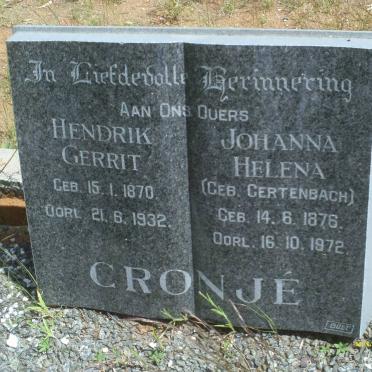 In Liefdevolle Herinnering
AAN ONS OUERS
HENDRIK
GERRIT
GEB. 15. 1. 1870.
OORL. 21. 6. 1932.
JOHANNA
HELENA
(GEB. GERTENBACH)
GEB. 14. 6. 1876.
OORL. 16. 10. 1972.
CRONJÉ